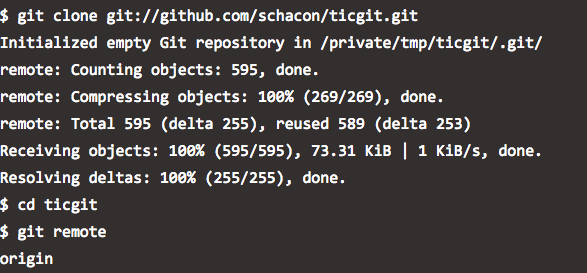 $ git clone git://github.com/schacon/ticgit.git
Initialized empty Git repository in /private/tmp/ticgit/.git/
remote: Counting objects: 595, done.
remote: Compressing objects: 100% (269/269), done.
remote: Total 595 (delta 255), reused 589 (delta 253)
Receiving objects: 100% (595/595), 73.31 KiB | 1 KiB/s, done.
Resolving deltas: 100% (255/255), done.
$ cd ticgit
$ git remote
origin